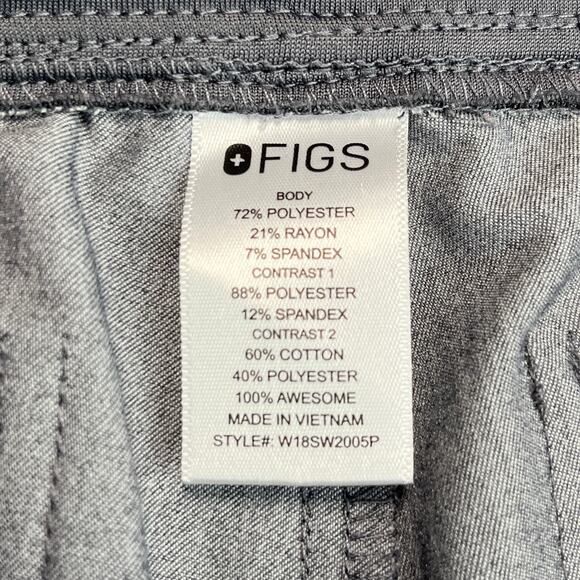 FIGS
BODY
72% POLYESTER
21% RAYON
7% SPANDEX
CONTRAST 1
88% POLYESTER
12% SPANDEX
CONTRAST 2
60% COTTON
40% POLYESTER
100% AWESOME
MADE IN VIETNAM
STYLE#: W18SW2005P